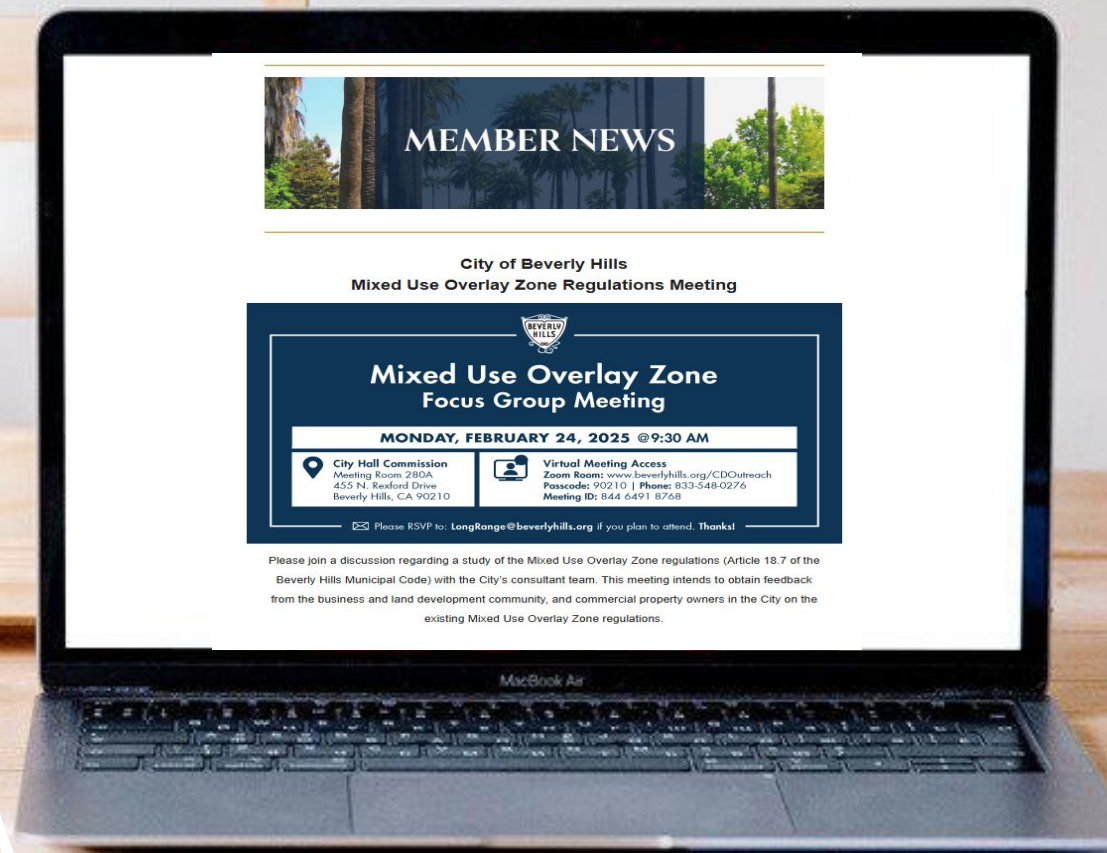 MEMBER NEWS
City of Beverly Hills
Mixed Use Overlay Zone Regulations Meeting
BEVERLY
HILLS
Mixed Use Overlay Zone
Focus Group Meeting
MONDAY, FEBRUARY 24, 2025 @9:30 AM
City Hall Commission
Meeting Room 280A
455 N. Rexford Drive
Beverly Hills, CA 90210
Virtual Meeting Access
Zoom Room: www.beverlyhills.org/CDOutreach
Passcode: 90210 | Phone: 833-548-0276
Meeting ID: 844 6491 8768
Please RSVP to: LongRange@beverlyhills.org if you plan to attend. Thanks!
Please join a discussion regarding a study of the Mixed Use Overlay Zone regulations (Article 18.7 of the
Beverly Hills Municipal Code) with the City's consultant team. This meeting intends to obtain feedback
from the business and land development community, and commercial property owners in the City on the
existing Mixed Use Overlay Zone regulations.
MacBook Air